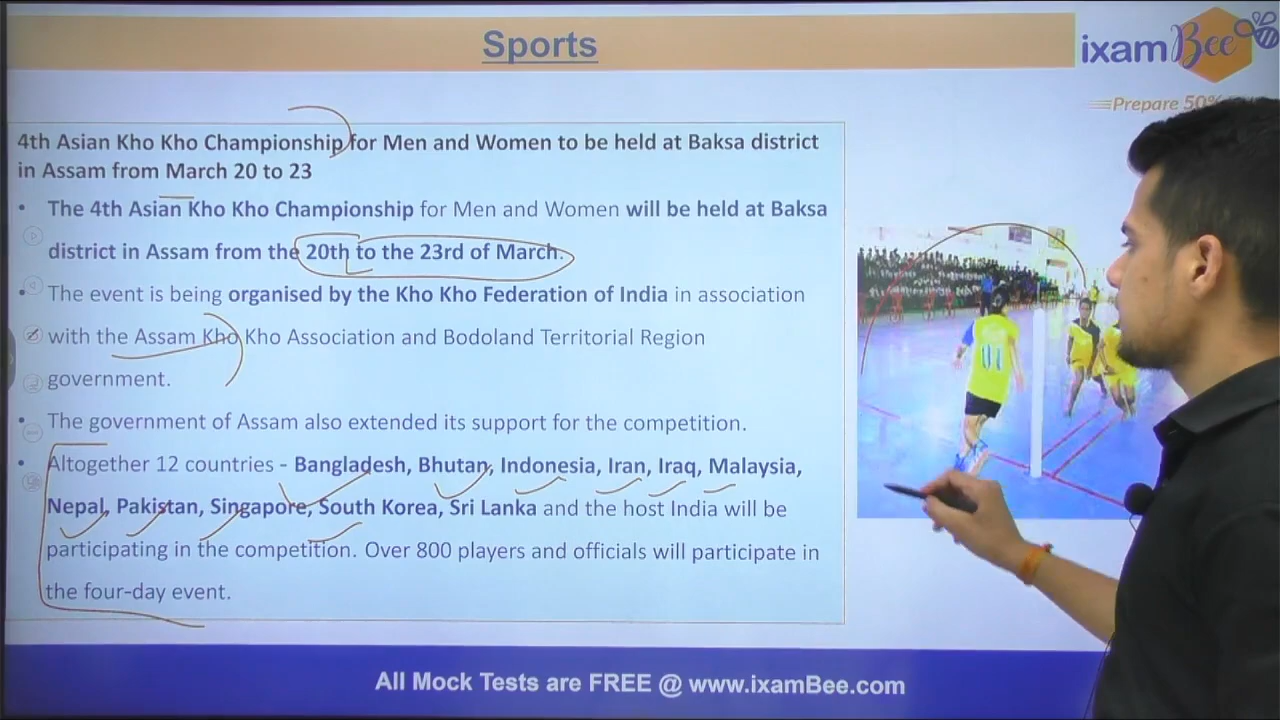 Sports
ixamBee
Prepare 50%
4th Asian Kho Kho Championship for Men and Women to be held at Baksa district
in Assam from March 20 to 23
• The 4th Asian Kho Kho Championship for Men and Women will be held at Baksa
district in Assam from the 20th to the 23rd of March.
• The event is being organised by the Kho Kho Federation of India in association
with the Assam Kho Kho Association and Bodoland Territorial Region
government.
• The government of Assam also extended its support for the competition.
• Altogether 12 countries - Bangladesh, Bhutan, Indonesia, Iran, Iraq, Malaysia,
Nepal, Pakistan, Singapore, South Korea, Sri Lanka and the host India will be
participating in the competition. Over 800 players and officials will participate in
the four-day event.
All Mock Tests are FREE @ www.ixamBee.com